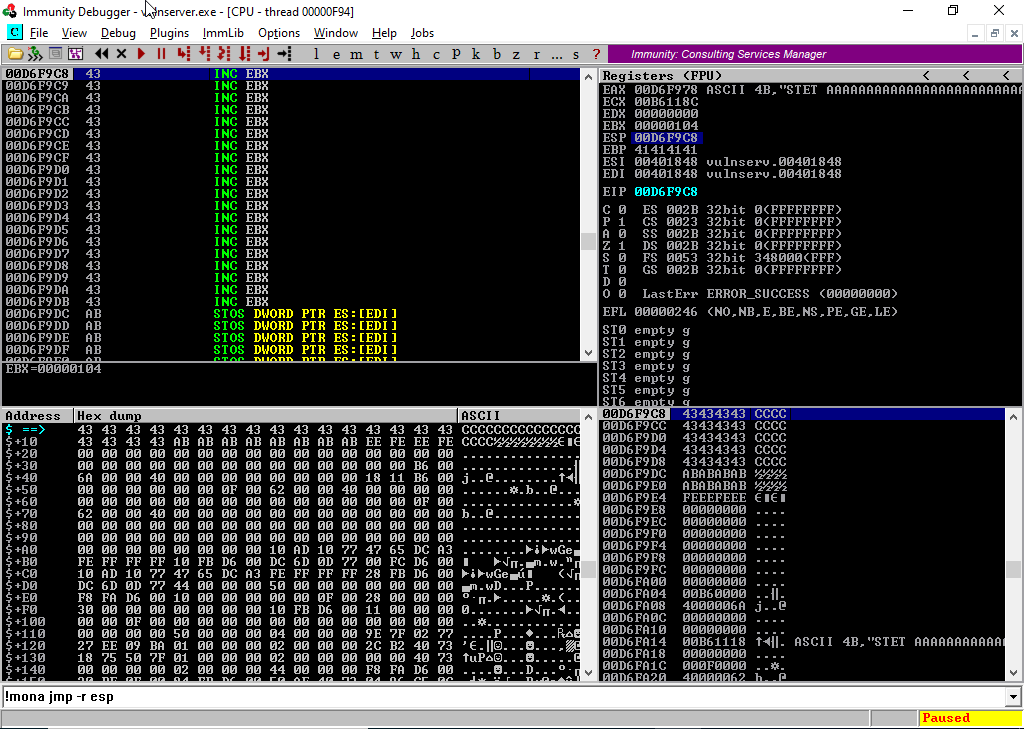 Immunity Debugger - vulnserver.exe - [CPU - thread 00000F94]
C File View Debug Plugins ImmLib Options Window Help Jobs
l e m t w h c P k b z r ... s ? Immunity: Consulting Services Manager
00D6F9C8 43 INC EBX
00D6F9C9 43 INC EBX
00D6F9CA 43 INC EBX
00D6F9CB 43 INC EBX
00D6F9CC 43 INC EBX
00D6F9CD 43 INC EBX
00D6F9CE 43 INC EBX
00D6F9CF 43 INC EBX
00D6F9D0 43 INC EBX
00D6F9D1 43 INC EBX
00D6F9D2 43 INC EBX
00D6F9D3 43 INC EBX
00D6F9D4 43 INC EBX
00D6F9D5 43 INC EBX
00D6F9D6 43 INC EBX
00D6F9D7 43 INC EBX
00D6F9D8 43 INC EBX
00D6F9D9 43 INC EBX
00D6F9DA 43 INC EBX
00D6F9DB 43 INC EBX
00D6F9DC AB STOS DWORD PTR ES:[EDI]
00D6F9DD AB STOS DWORD PTR ES:[EDI]
00D6F9DE AB STOS DWORD PTR ES:[EDI]
00D6F9DF AB STOS DWORD PTR ES:[EDI]
EBX=00000104
Registers (FPU) < < <
EAX 00D6F978 ASCII 4B,"STET AAAAAAAAAAAAAAAAAAAAAAAA
ECX 00B6118C
EDX 00000000
EBX 00000104
ESP 00D6F9C8
EBP 41414141
ESI 00401848 vulnserv.00401848
EDI 00401848 vulnserv.00401848
EIP 00D6F9C8
C 0 ES 002B 32bit 0(FFFFFFFF)
P 1 CS 0023 32bit 0(FFFFFFFF)
A 0 SS 002B 32bit 0(FFFFFFFF)
Z 1 DS 002B 32bit 0(FFFFFFFF)
S 0 FS 0053 32bit 348000(FFF)
T 0 GS 002B 32bit 0(FFFFFFFF)
D 0
O 0 LastErr ERROR_SUCCESS (00000000)
EFL 00000246 (NO,NB,E,BE,NS,PE,GE,LE)
ST0 empty g
ST1 empty g
ST2 empty g
ST3 empty g
ST4 empty g
ST5 empty g
ST6 empty g
Address Hex dump ASCII
$ ==> 43 43 43 43 43 43 43 43 43 43 43 43 43 43 43 43 CCCCCCCCCCCCCCC
$+10 43 43 43 43 AB AB AB AB AB AB AB AB EE FE EE FE CCCC
$+20 00 00 00 00 00 00 00 00 00 00 00 00 00 00 00 00
$+30 00 00 00 00 00 00 00 00 00 00 00 00 00 00 B6 00
$+40 6A 00 00 40 00 00 00 00 00 00 00 00 18 11 B6 00 j..@
$+50 00 00 00 00 00 00 0F 00 62 00 00 40 00 00 00 00
$+60 00 00 00 00 00 00 00 00 00 00 00 00 00 00 0F 00
$+70 62 00 00 40 00 00 00 00 00 00 00 00 00 00 00 00 b..@
$+80 00 00 00 00 00 00 00 00 00 00 00 00 00 00 00 00
$+90 00 00 00 00 00 00 00 00 00 00 00 00 00 00 00 00
$+A0 00 00 00 00 00 00 00 00 10 AD 10 77 47 65 DC A3
$+B0 FE FF FF FF 10 FB D6 00 DC 6D 0D 77 00 FC D6 00
$+C0 10 AD 10 77 47 65 DC A3 FE FF FF FF 28 FB D6 00
$+D0 DC 6D 0D 77 44 00 00 00 50 00 00 00 00 00 00 00
$+E0 F8 FA D6 00 10 00 00 00 00 00 0F 00 28 00 00 00
$+F0 30 00 00 00 00 00 00 00 10 FB D6 00 11 00 00 00
$+100 00 00 0F 00 00 00 00 00 00 00 00 00 00 00 00 00
$+110 00 00 00 00 50 00 00 00 04 00 00 00 9E 7F 02 77
$+120 27 EE 09 BA 01 00 00 00 02 00 00 00 2C B2 40 73
$+130 18 75 50 7F 01 00 00 00 02 00 00 00 00 00 40 73
$+140 00 00 00 00 02 00 00 00 44 00 00 00 F8 FA D6 00
00D6F9C8 43434343 CCCC
00D6F9CC 43434343 CCCC
00D6F9D0 43434343 CCCC
00D6F9D4 43434343 CCCC
00D6F9D8 43434343 CCCC
00D6F9DC ABABABAB
00D6F9E0 ABABABAB
00D6F9E4 FEEEFEEE
00D6F9E8 00000000 ....
00D6F9EC 00000000 ....
00D6F9F0 00000000 ....
00D6F9F4 00000000 ....
00D6F9F8 00000000 ....
00D6F9FC 00000000 ....
00D6FA00 00000000 ....
00D6FA04 00B60000
00D6FA08 4000006A j..@
00D6FA0C 00000000 ....
00D6FA10 00000000 ....
00D6FA14 00B61118 ASCII 4B,"STET AAAAAAAAAAA
00D6FA18 00000000 ....
00D6FA1C 000F0000
00D6FA20 40000062 b..@
!mona jmp -r esp
Paused